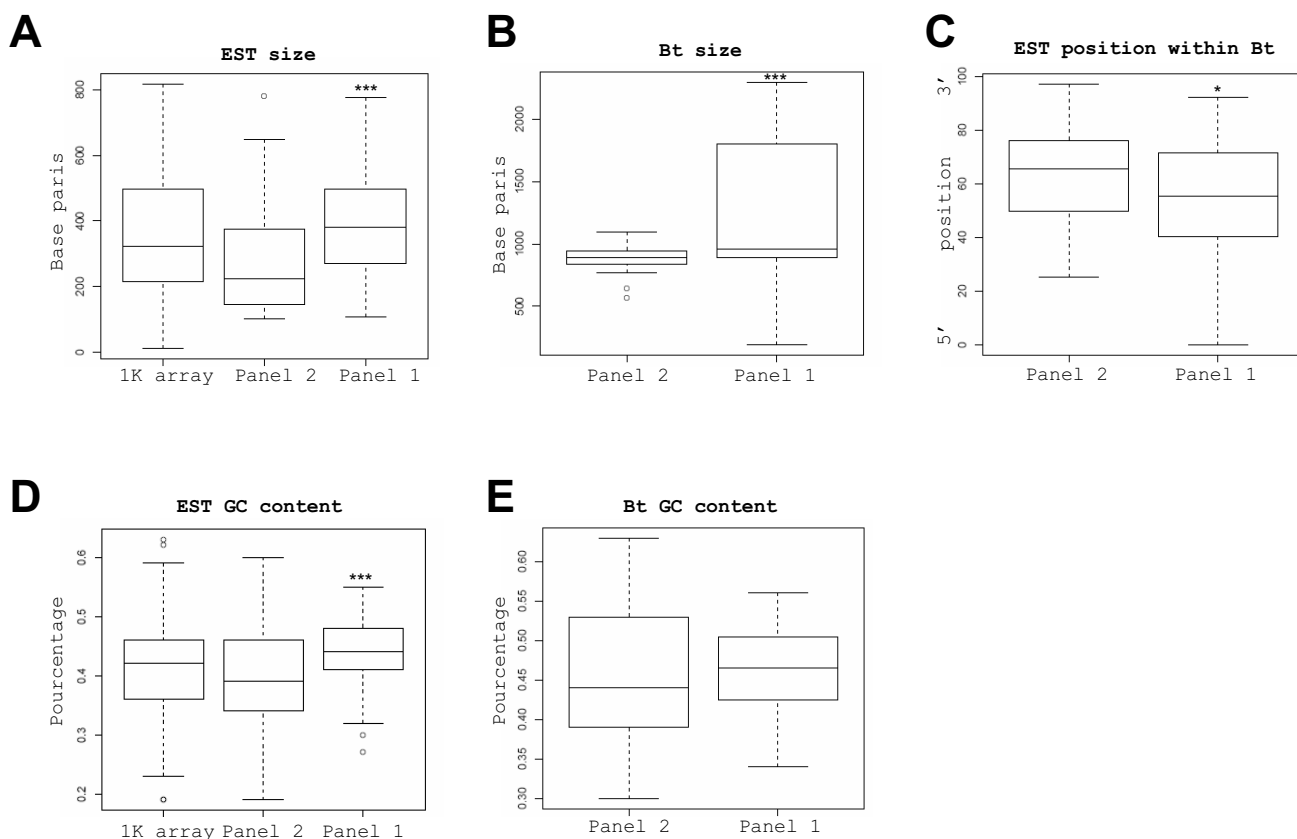 A
EST size
Base paris
0
200
400
600
800
***
1K array Panel 2 Panel 1
B
Bt size
Base paris
500
1000
1500
2000
***
Panel 2 Panel 1
C
EST position within Bt
5' position 3'
0
20
40
60
80
100
*
Panel 2 Panel 1
D
EST GC content
Pourcentage
0.2
0.3
0.4
0.5
0.6
***
1K array Panel 2 Panel 1
E
Bt GC content
Pourcentage
0.30
0.35
0.40
0.45
0.50
0.55
0.60
Panel 2 Panel 1